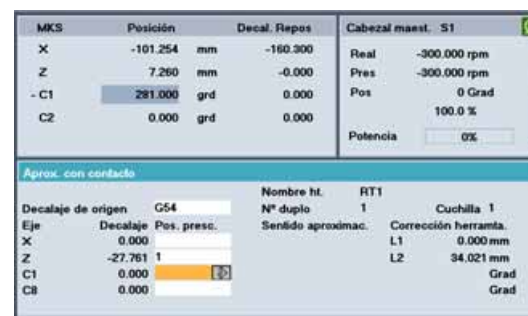 MKS Posición Decal. Repos
X -101.254 mm -160.300
Z 7.260 mm -0.000
- C1 281.000 grd 0.000
C2 0.000 grd 0.000
Cabezal maest. S1
Real -300.000 rpm
Pres -300.000 rpm
Pos 0 Grad
100.0 %
Potencia 0%
Aprox. con contacto
Nombre ht. RT1
Decalaje de origen G54 Nº duplo 1 Cuchilla 1
Eje Decalaje Pos. presc. Sentido aproximac. Corrección herramta.
X 0.000 L1 0.000 mm
Z -27.761 1 L2 34.021 mm
C1 0.000 Grad
C8 0.000 Grad